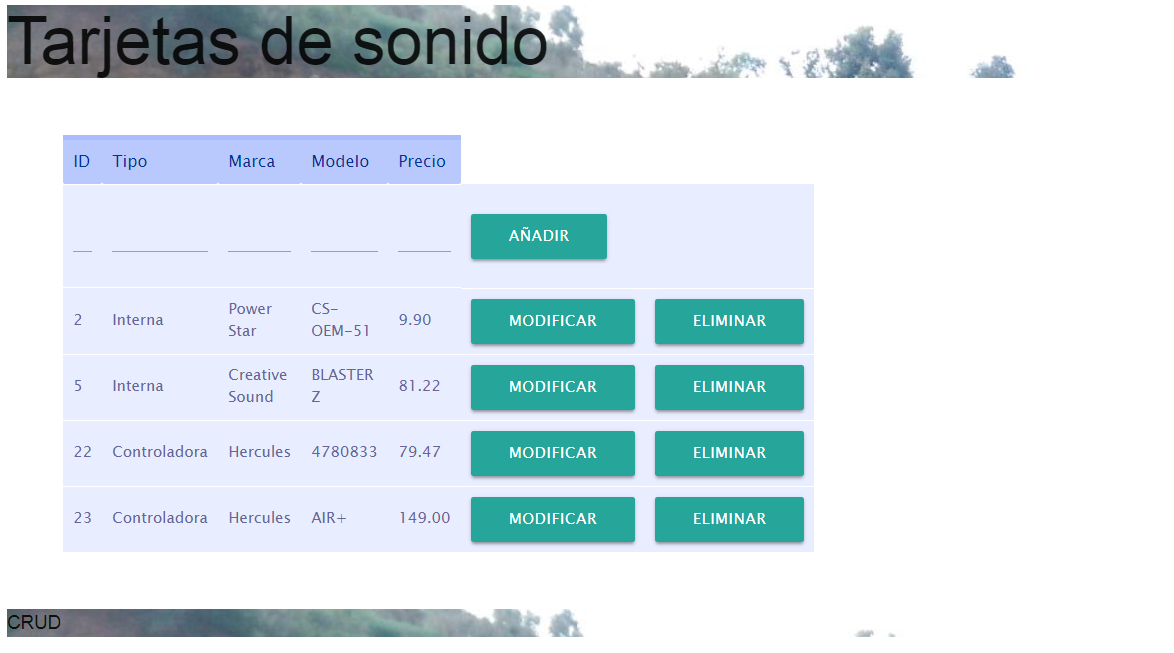 Tarjetas de sonido
ID Tipo Marca Modelo Precio
AÑADIR
2 Interna Power Star CS-OEM-51 9.90 MODIFICAR ELIMINAR
5 Interna Creative Sound BLASTER Z 81.22 MODIFICAR ELIMINAR
22 Controladora Hercules 4780833 79.47 MODIFICAR ELIMINAR
23 Controladora Hercules AIR+ 149.00 MODIFICAR ELIMINAR
CRUD